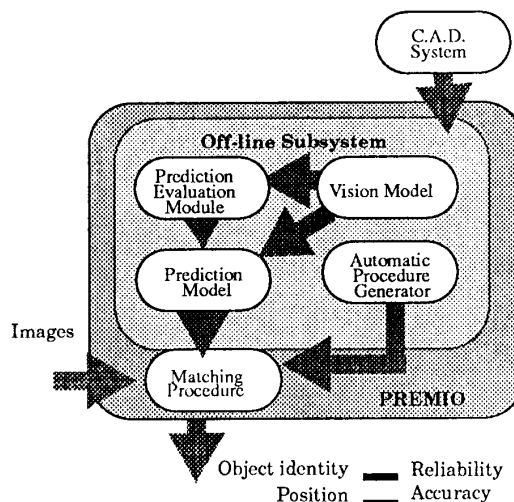 C.A.D.
System
Off-line Subsystem
Prediction
Evaluation
Module
Vision Model
Prediction
Model
Automatic
Procedure
Generator
Images
Matching
Procedure
PREMIO
Object identity
Reliability
Position
Accuracy